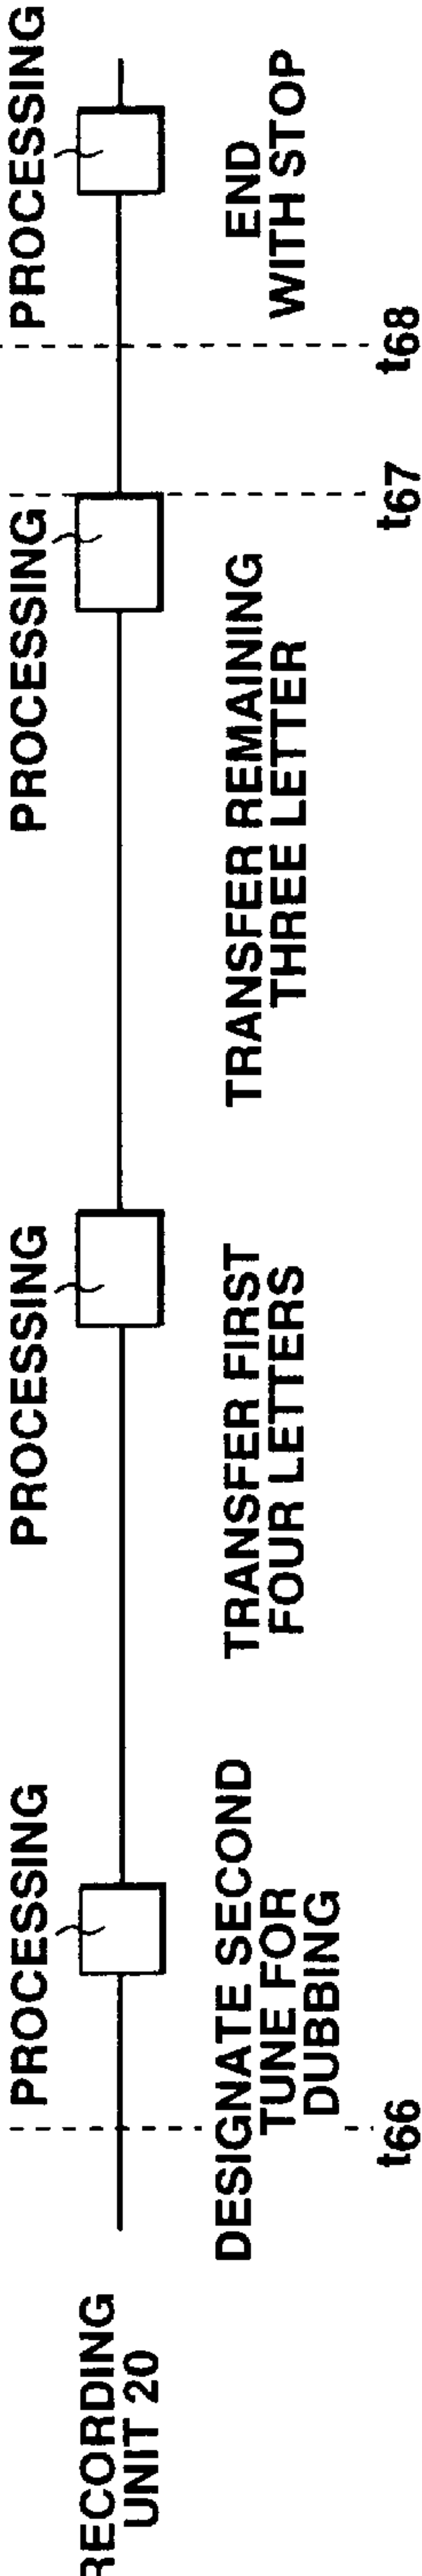 RECORDING
UNIT 20
PROCESSING
PROCESSING
PROCESSING
PROCESSING
DESIGNATE SECOND
TUNE FOR
DUBBING
TRANSFER FIRST
FOUR LETTERS
TRANSFER REMAINING
THREE LETTER
END
WITH STOP
t66
t67
t68